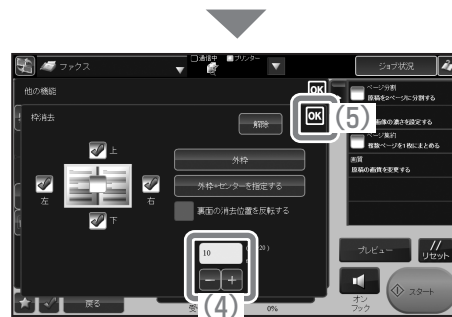 ファクス
通信中
プリンター
ジョブ状況
他の機能
OK
ページ分割
原稿を2ページに分割する
枠消去
解除
OK
(5)
画像の濃さを設定する
ページ集約
複数ページを1枚にまとめる
上
外枠
画質
原稿の画質を変更する
左
右
外枠+センターを指定する
下
裏面の消去位置を反転する
10
20 )
プレビュー
リセット
− +
(4)
オン
フック
スタート
戻る
受
0%